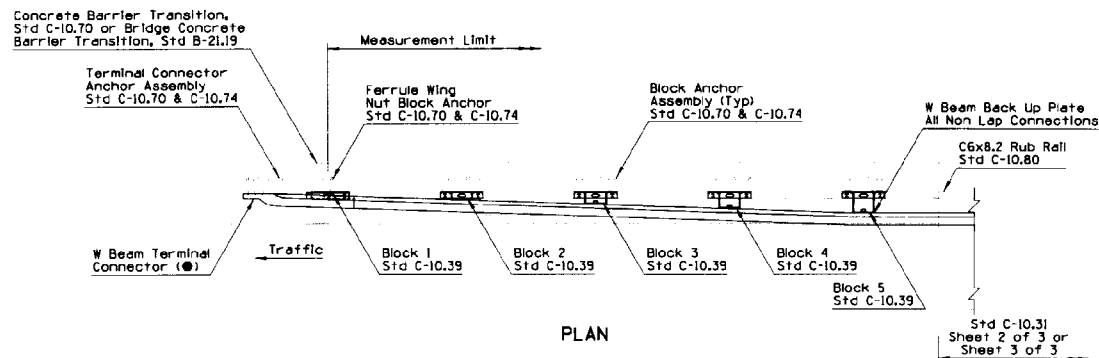 Concrete Barrier Transition,
Std C-10.70 or Bridge Concrete
Barrier Transition, Std B-21.19
Measurement Limit
Terminal Connector
Anchor Assembly
Std C-10.70 & C-10.74
Ferrule Wing
Nut Block Anchor
Std C-10.70 & C-10.74
Block Anchor
Assembly (Typ)
Std C-10.70 & C-10.74
W Beam Back Up Plate
All Non Lap Connections
C6x8.2 Rub Rail
Std C-10.80
W Beam Terminal
Connector (●)
Traffic
Block 1
Std C-10.39
Block 2
Std C-10.39
Block 3
Std C-10.39
Block 4
Std C-10.39
Block 5
Std C-10.39
PLAN
Std C-10.31
Sheet 2 of 3 or
Sheet 3 of 3